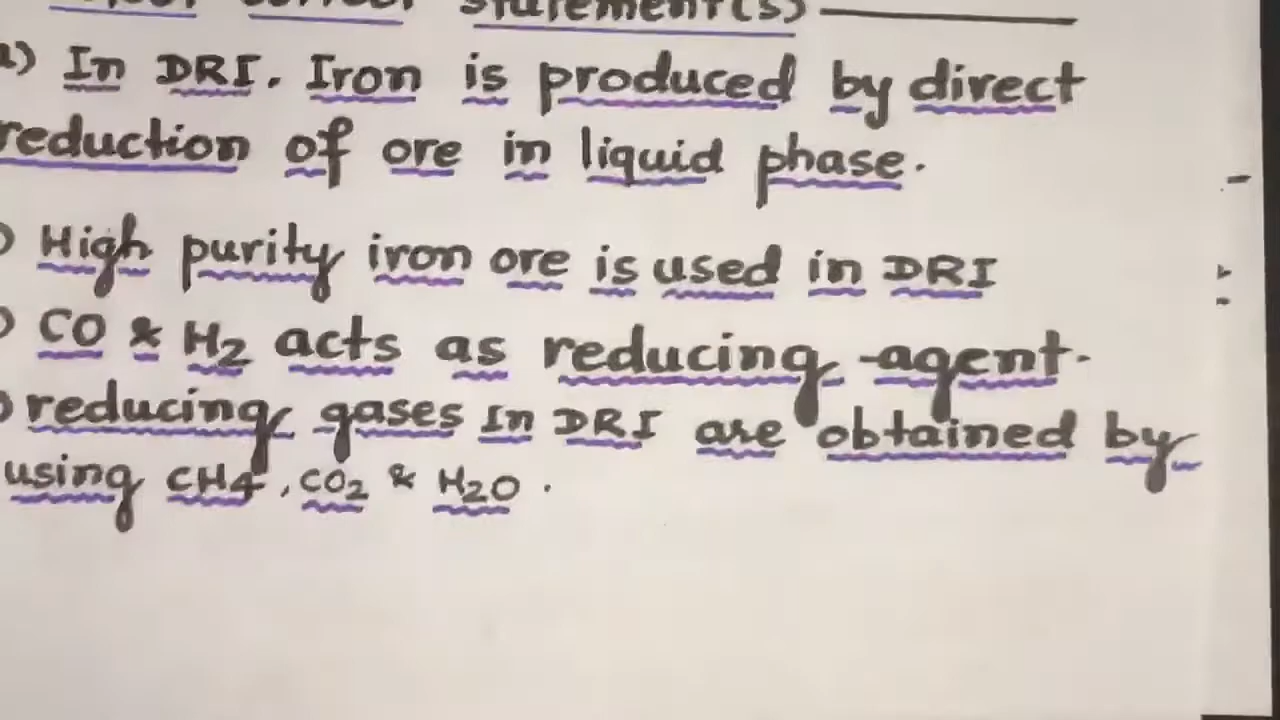 statement(s)
) In DRI. Iron is produced by direct
reduction of ore in liquid phase.
) High purity iron ore is used in DRI
) CO & H2 acts as reducing agent.
) reducing gases In DRI are obtained by
using CH4, CO2 & H2O.